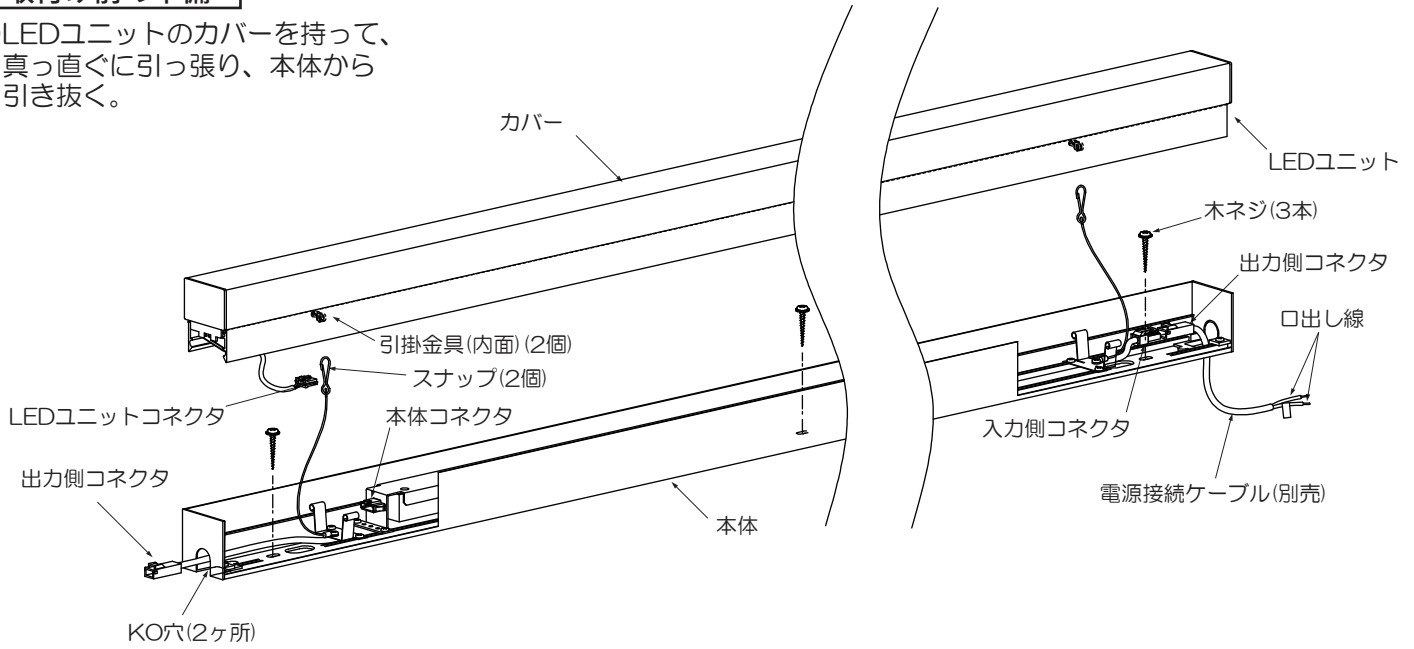 LEDユニットのカバーを持って、
真っ直ぐに引っ張り、本体から
引き抜く。
カバー
LEDユニット
木ネジ(3本)
出力側コネクタ
口出し線
引掛金具(内面)(2個)
スナップ(2個)
LEDユニットコネクタ
本体コネクタ
入力側コネクタ
出力側コネクタ
電源接続ケーブル(別売)
本体
KO穴(2ヶ所)